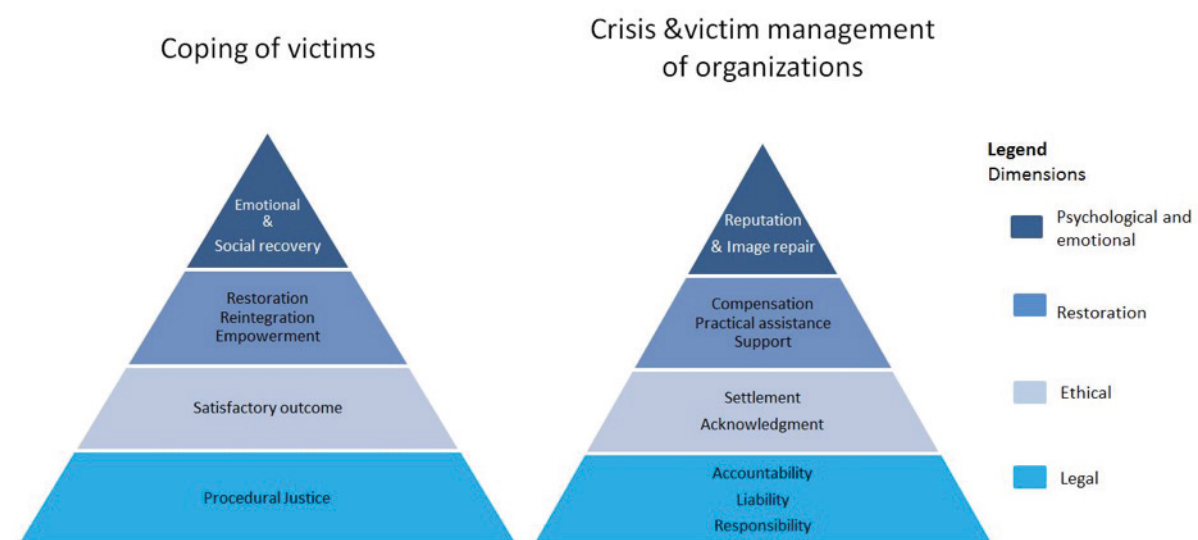 Coping of victims
Crisis &victim management
of organizations
Emotional
&
Social recovery
Restoration
Reintegration
Empowerment
Satisfactory outcome
Procedural Justice
Reputation
& Image repair
Compensation
Practical assistance
Support
Settlement
Acknowledgment
Accountability
Liability
Responsibility
Legend
Dimensions
Psychological and
emotional
Restoration
Ethical
Legal